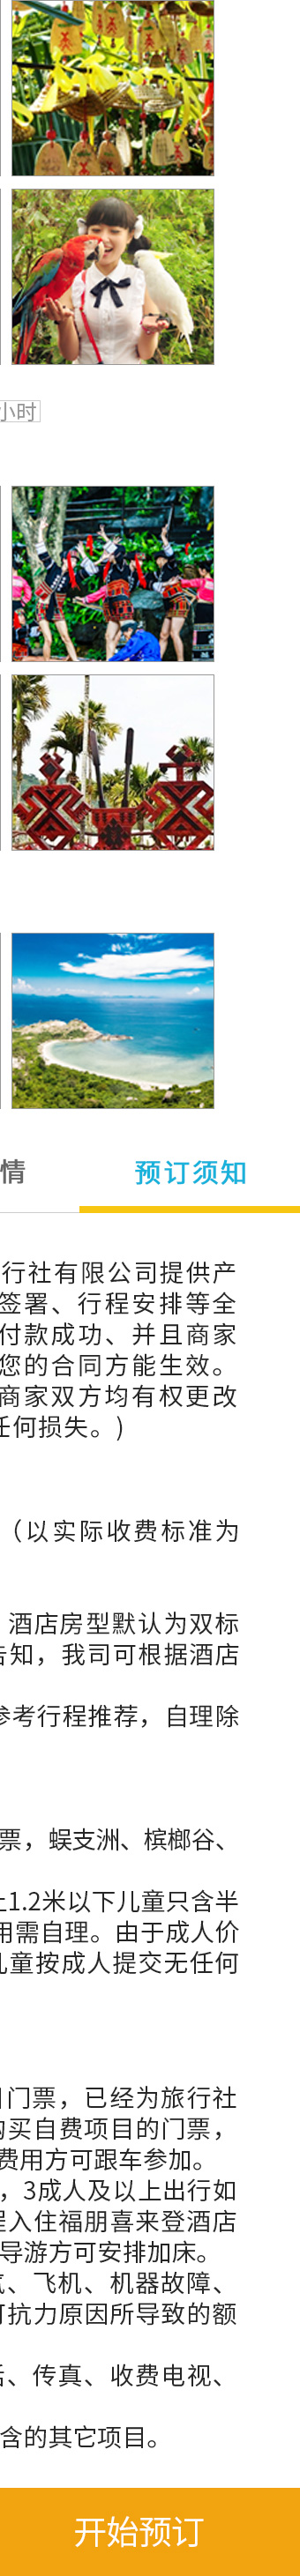 小时
情
预订须知
行社有限公司提供产
签署、行程安排等全
付款成功、并且商家
您的合同方能生效。
商家双方均有权更改
任何损失。)
（以实际收费标准为
酒店房型默认为双标
告知，我司可根据酒店
参考行程推荐，自理除
票，蜈支洲、槟榔谷、
上1.2米以下儿童只含半
用需自理。由于成人价
儿童按成人提交无任何
门票，已经为旅行社
购买自费项目的门票，
费用方可跟车参加。
，3成人及以上出行如
程入住福朋喜来登酒店
导游方可安排加床。
气、飞机、机器故障、
可抗力原因所导致的额
话、传真、收费电视、
含的其它项目。
开始预订